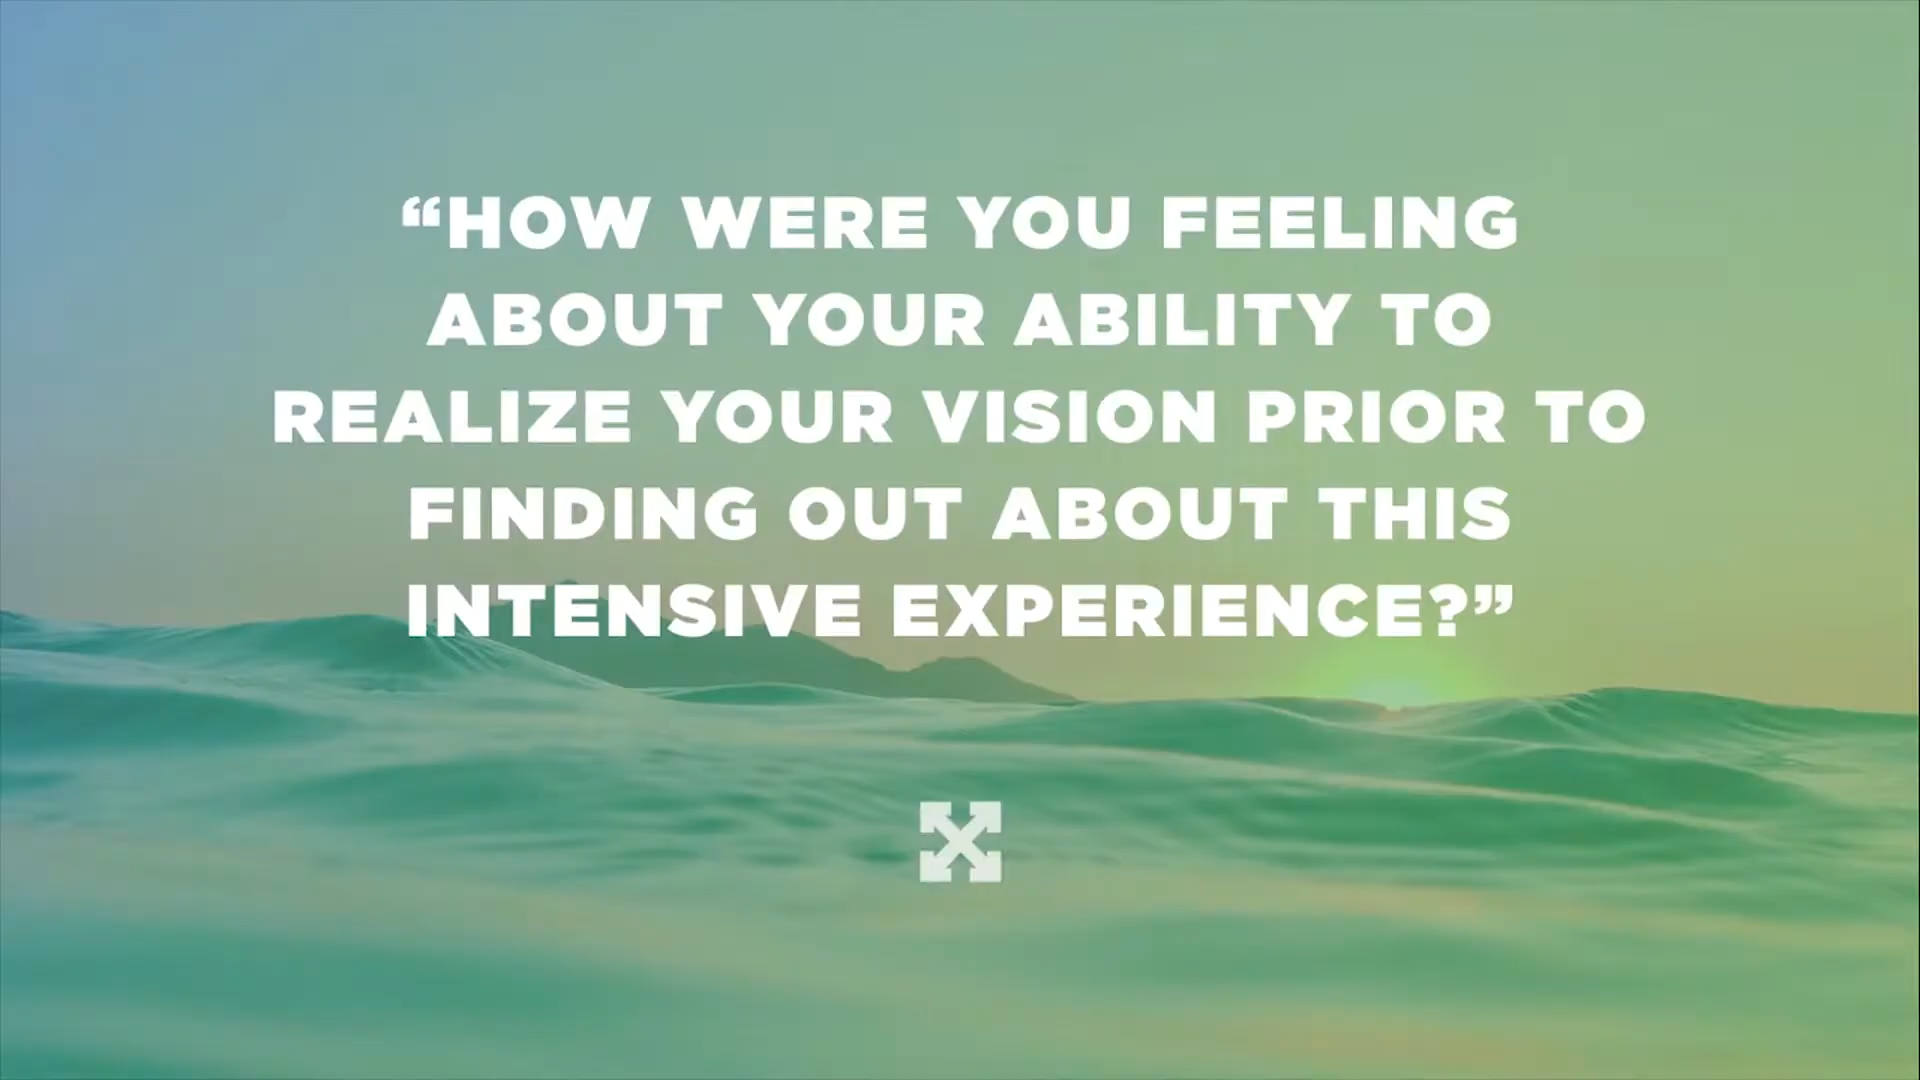 “HOW WERE YOU FEELING
ABOUT YOUR ABILITY TO
REALIZE YOUR VISION PRIOR TO
FINDING OUT ABOUT THIS
INTENSIVE EXPERIENCE?”